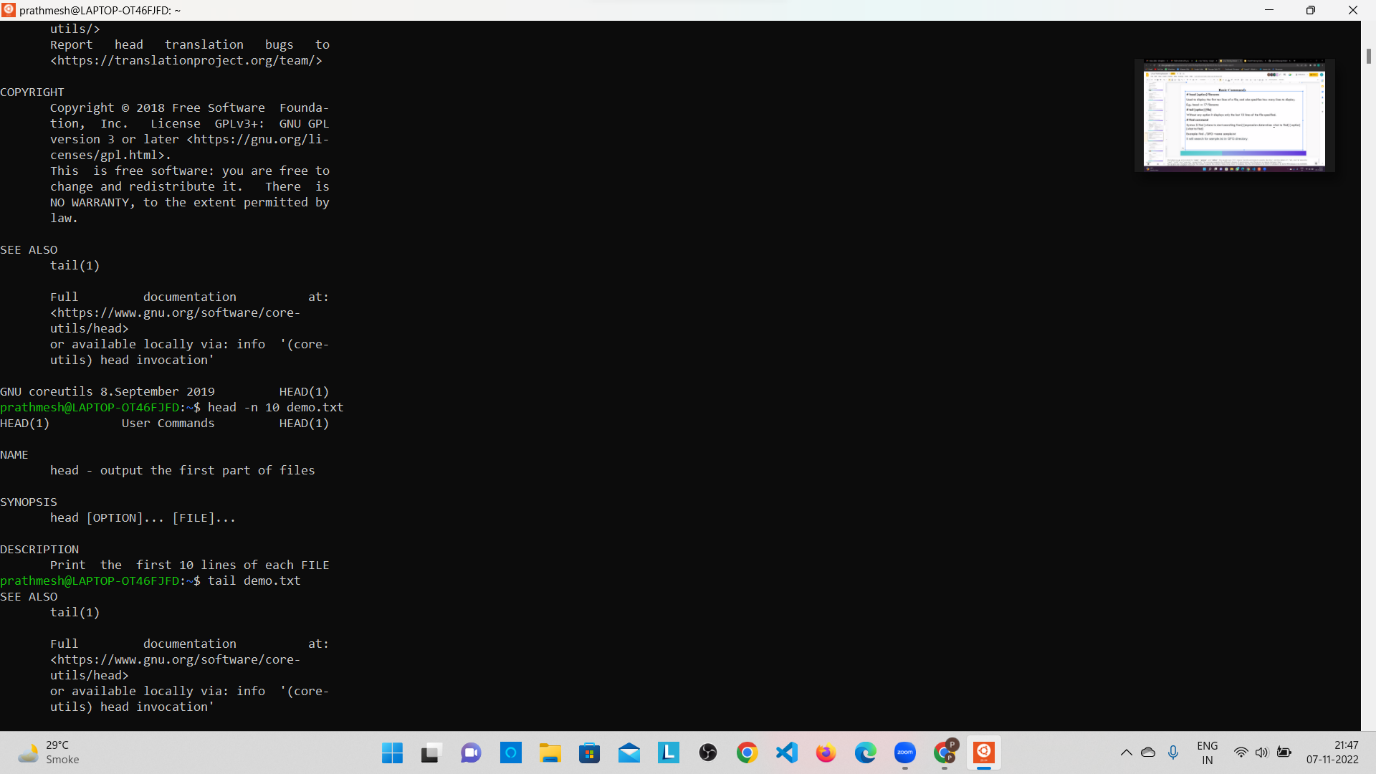 prathmesh@LAPTOP-OT46FJFD: ~
utils/>
Report head translation bugs to
<https://translationproject.org/team/>
COPYRIGHT
Copyright © 2018 Free Software Founda-
tion, Inc. License GPLv3+: GNU GPL
version 3 or later <https://gnu.org/li-
censes/gpl.html>.
This is free software: you are free to
change and redistribute it. There is
NO WARRANTY, to the extent permitted by
law.
SEE ALSO
tail(1)
Full documentation at:
<https://www.gnu.org/software/core-
utils/head>
or available locally via: info '(core-
utils) head invocation'
GNU coreutils 8.September 2019 HEAD(1)
prathmesh@LAPTOP-OT46FJFD:~$ head -n 10 demo.txt
HEAD(1) User Commands HEAD(1)
NAME
head - output the first part of files
SYNOPSIS
head [OPTION]... [FILE]...
DESCRIPTION
Print the first 10 lines of each FILE
prathmesh@LAPTOP-OT46FJFD:~$ tail demo.txt
SEE ALSO
tail(1)
Full documentation at:
<https://www.gnu.org/software/core-
utils/head>
or available locally via: info '(core-
utils) head invocation'
Basic Commands
29°C
Smoke
L
zoom
P
P
ENG
IN
21:47
07-11-2022